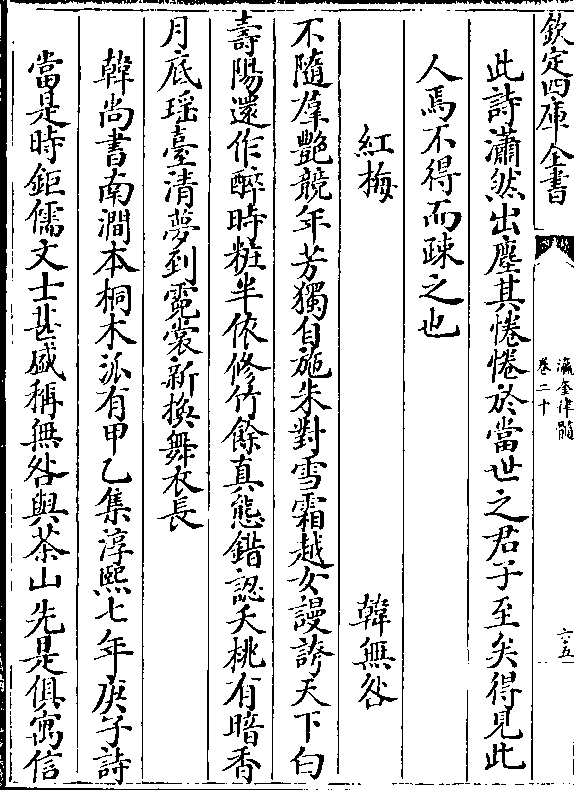 欽定四庫全書
瀛奎律髓
卷二十
六五
此詩瀟然出塵其惓惓於當世之君子至矣得見此
人焉不得而踈之也
紅梅
韓無咎
不隨羣艶競年芳獨自施朱對雪霜越女謾誇天下白
壽陽還作醉時粧半依修竹餘真態錯認夭桃有暗香
月底瑶臺清夢到霓裳新換舞衣長
韓尚書南澗本桐木派有甲乙集淳熙七年庚子詩
當是時鉅儒文士甚盛稱無咎與茶山先是俱寓信